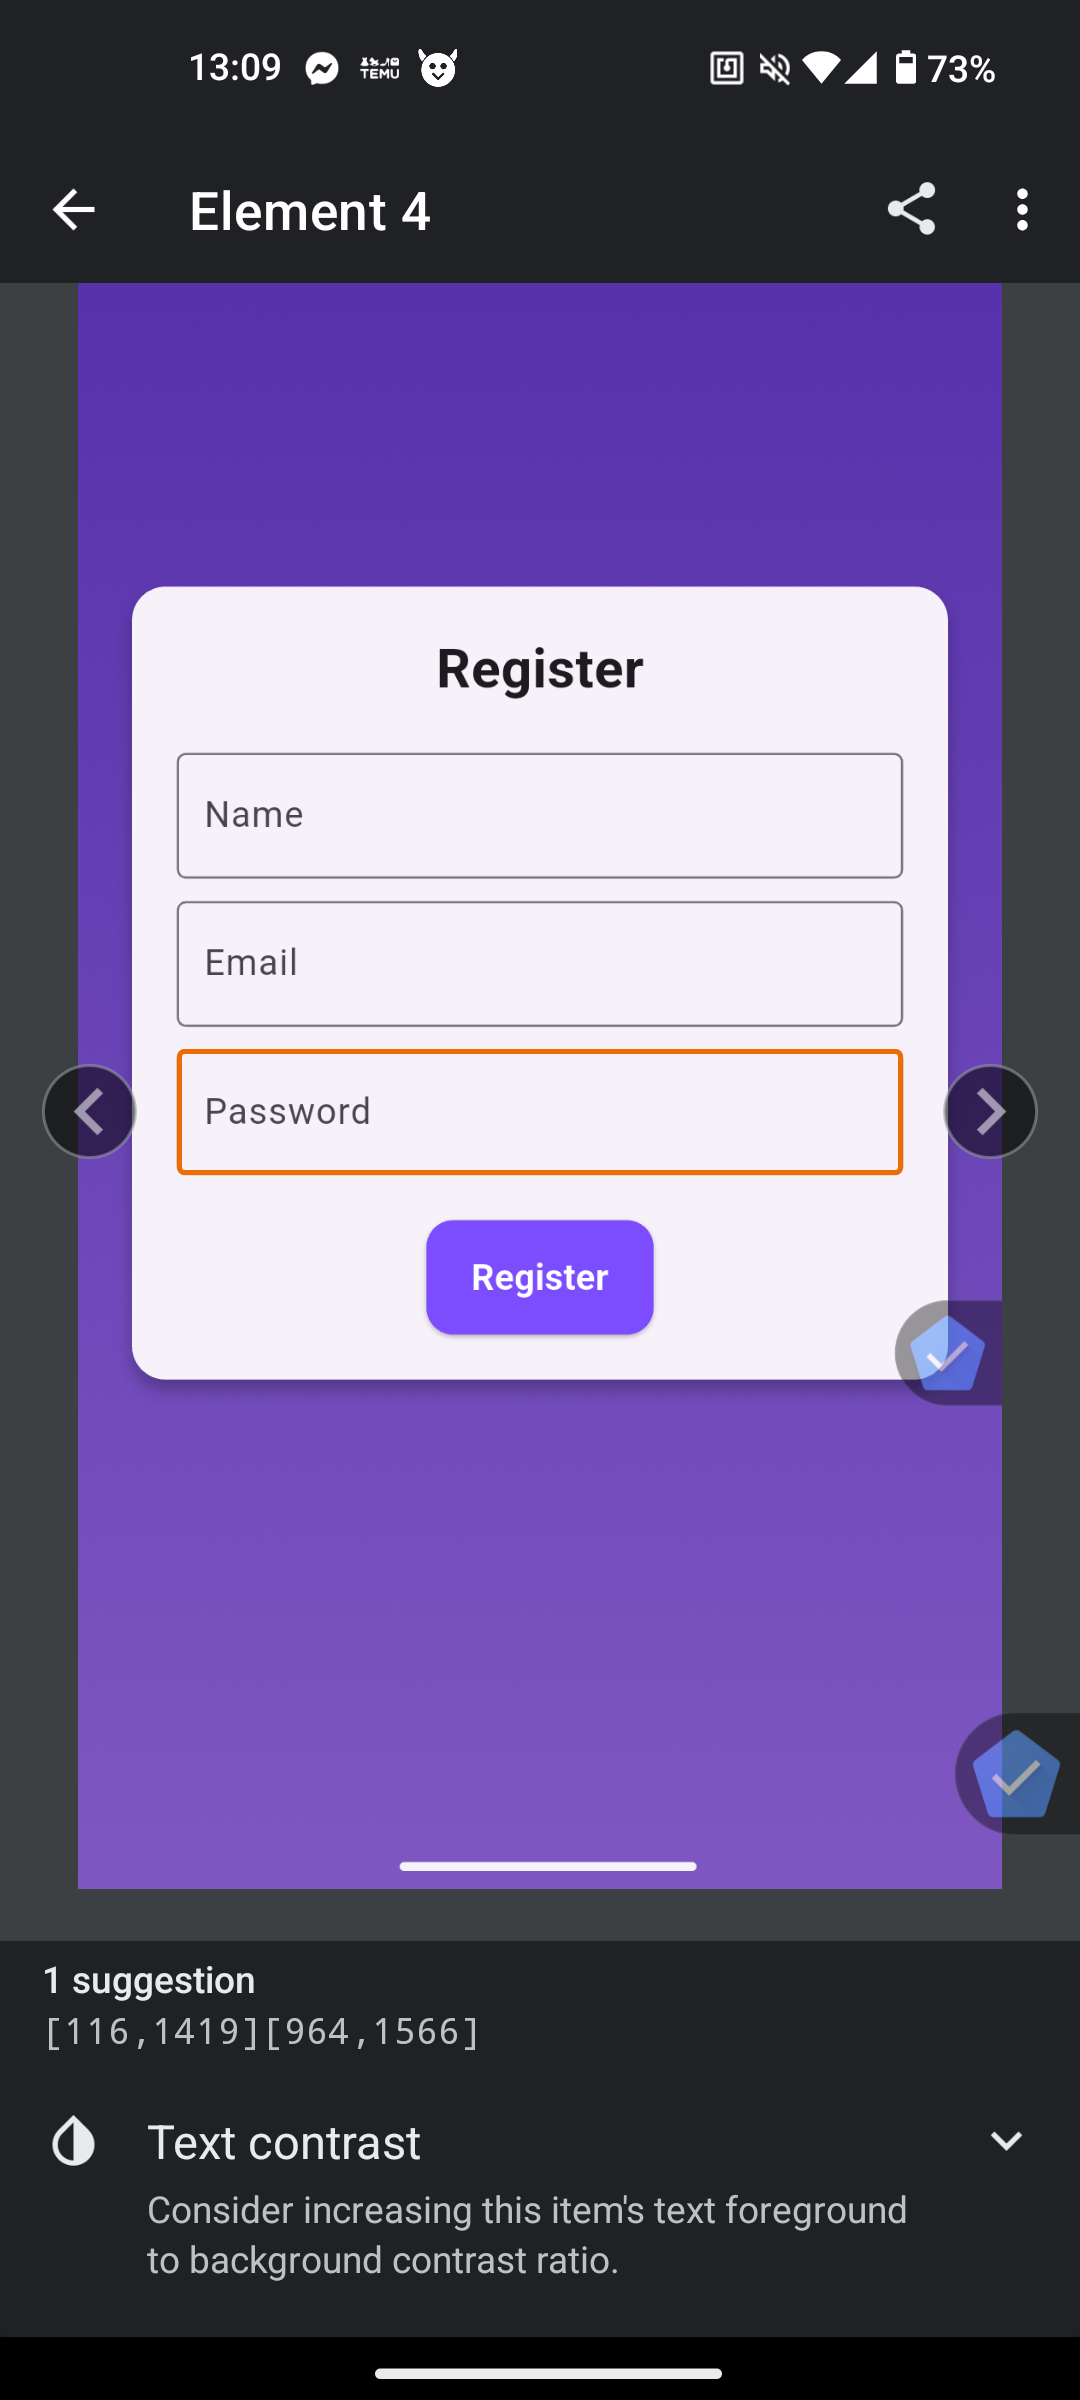 13:09
TEMU
73%
Element 4
Register
Name
Email
Password
Register
1 suggestion
[116,1419][964,1566]
Text contrast
Consider increasing this item's text foreground
to background contrast ratio.